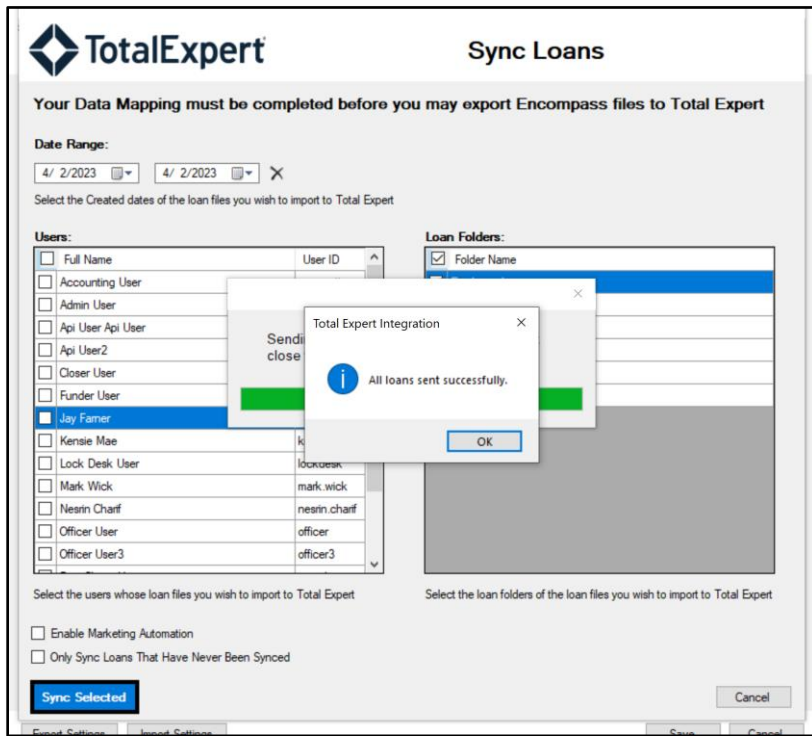 TotalExpert
Sync Loans
Your Data Mapping must be completed before you may export Encompass files to Total Expert
Date Range:
4/ 2/2023 4/ 2/2023
Select the Created dates of the loan files you wish to import to Total Expert
Users:
Full Name User ID
Accounting User
Admin User
Api User Api User
Api User2
Closer User
Funder User
Jay Farner
Kensie Mae
Lock Desk User lockdesk
Mark Wick mark.wick
Nesrin Charif nesrin.charif
Officer User officer
Officer User3 officer3
Select the users whose loan files you wish to import to Total Expert
Loan Folders:
Folder Name
Select the loan folders of the loan files you wish to import to Total Expert
close
Total Expert Integration
All loans sent successfully.
OK
Enable Marketing Automation
Only Sync Loans That Have Never Been Synced
Sync Selected
Cancel
Export Settings Import Settings Save Cancel